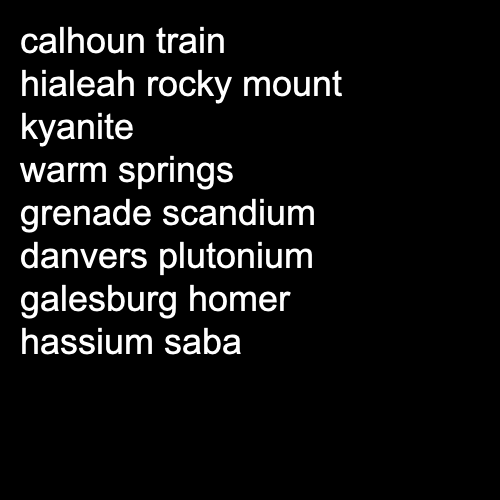 calhoun train
hialeah rocky mount
kyanite
warm springs
grenade scandium
danvers plutonium
galesburg homer
hassium saba